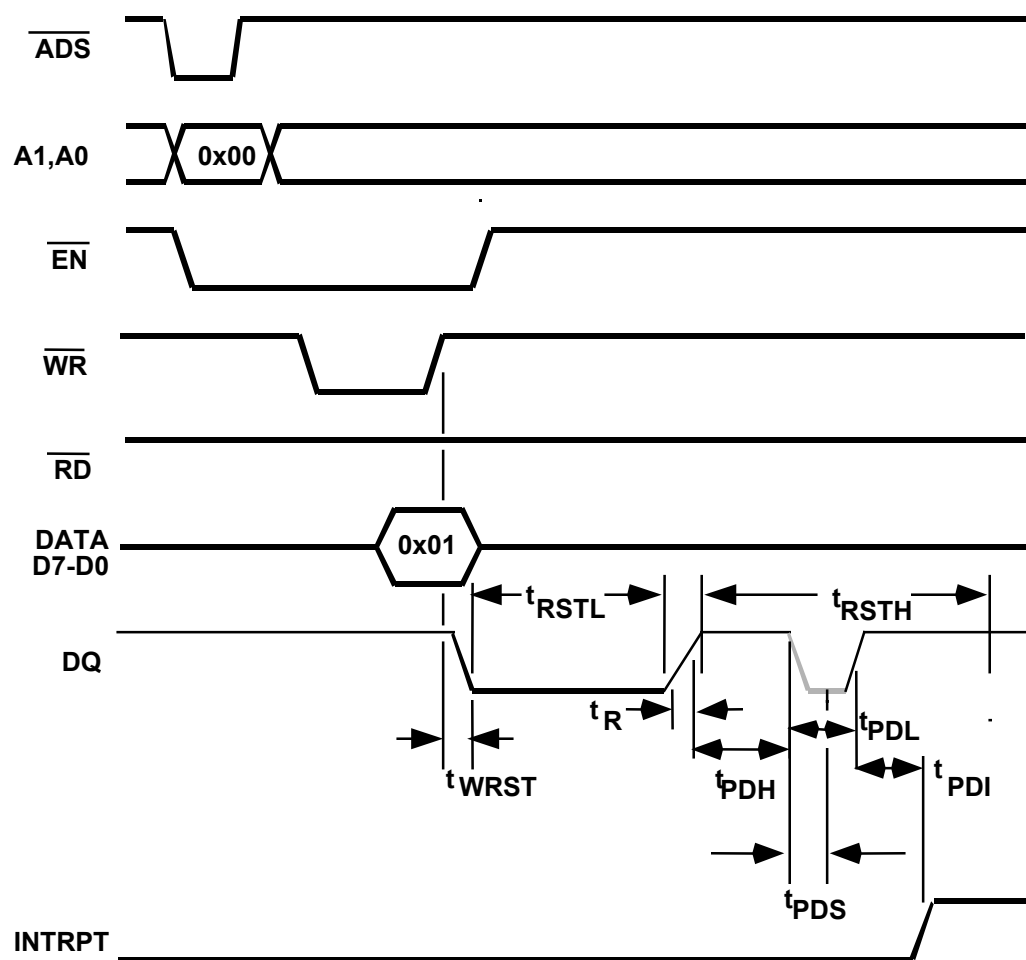 ADS
A1,A0
0x00
EN
WR
RD
DATA
D7-D0
0x01
tRSTL
tRSTH
DQ
tR
tPDL
tWRST
tPDH
tPDI
tPDS
INTRPT